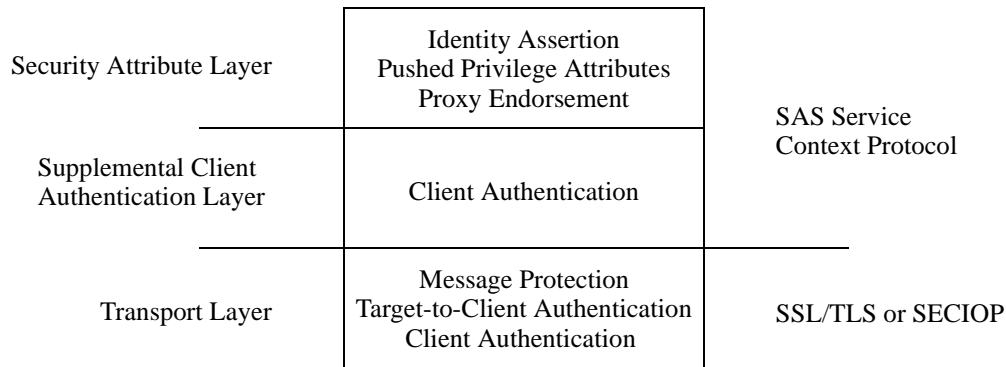 Security Attribute Layer
Identity Assertion
Pushed Privilege Attributes
Proxy Endorsement
SAS Service
Context Protocol
Supplemental Client
Authentication Layer
Client Authentication
Transport Layer
Message Protection
Target-to-Client Authentication
Client Authentication
SSL/TLS or SECIOP